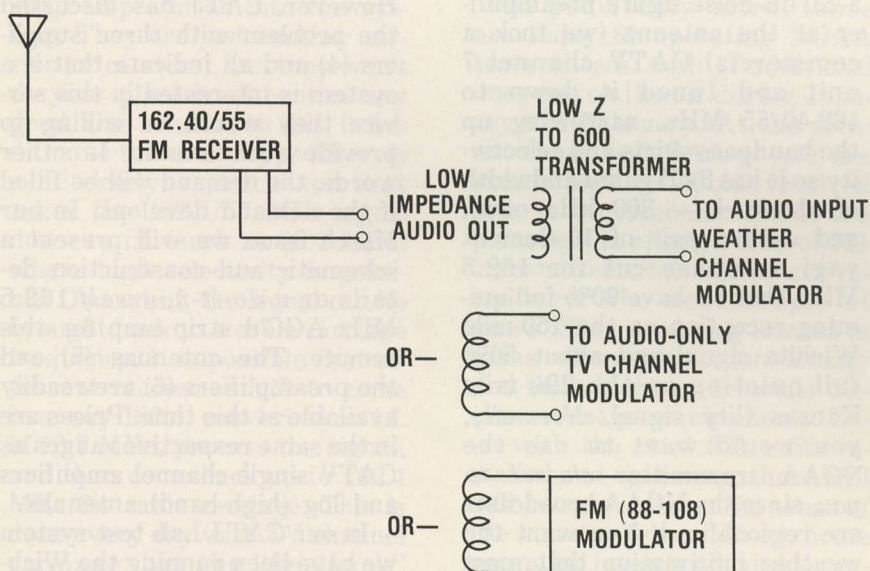 162.40/55
FM RECEIVER
LOW
IMPEDANCE
AUDIO OUT
LOW Z
TO 600
TRANSFORMER
TO AUDIO INPUT
WEATHER
CHANNEL
MODULATOR
OR—
TO AUDIO-ONLY
TV CHANNEL
MODULATOR
OR—
FM (88-108)
MODULATOR